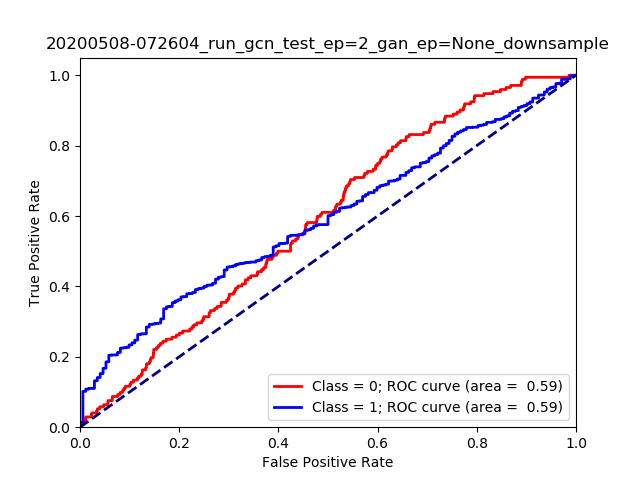 20200508-072604_run_gcn_test_ep=2_gan_ep=None_downsample
True Positive Rate
1.0
0.8
0.6
0.4
0.2
0.0
Class = 0; ROC curve (area =  0.59)
Class = 1; ROC curve (area =  0.59)
0.0 0.2 0.4 0.6 0.8 1.0
False Positive Rate